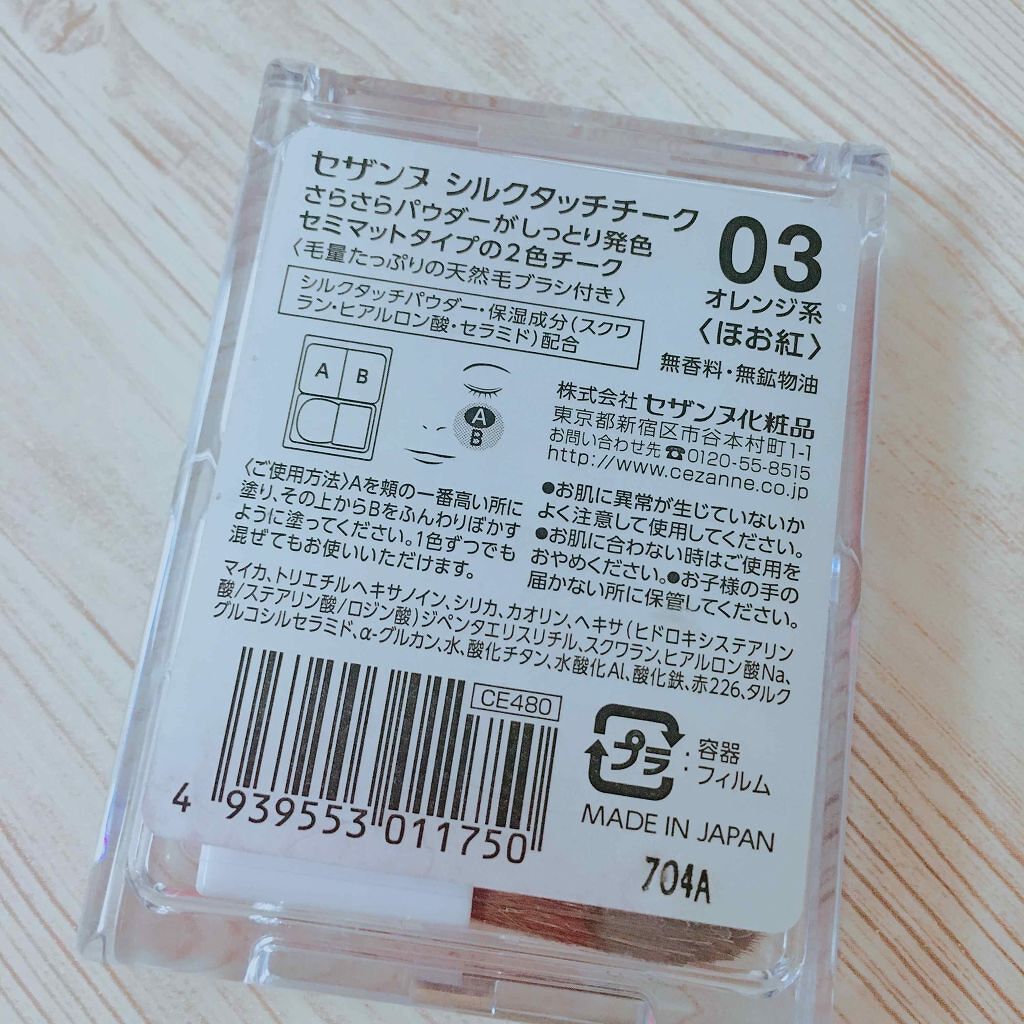 セザンヌ シルクタッチチーク
さらさらパウダーがしっとり発色
セミマットタイプの2色チーク
〈毛量たっぷりの天然毛ブラシ付き〉
03
オレンジ系
〈ほお紅〉
無香料・無鉱物油
シルクタッチパウダー・保湿成分(スクワ
ラン・ヒアルロン酸・セラミド)配合
A B
A
B
株式会社 セザンヌ化粧品
東京都新宿区市谷本村町1-1
お問い合わせ先☎0120-55-8515
http://www.cezanne.co.jp
〈ご使用方法〉Aを頬の一番高い所に
塗り、その上からBをふんわりぼかす
ように塗ってください。1色ずつでも
混ぜてもお使いいただけます。
●お肌に異常が生じていないか
よく注意して使用してください。
●お肌に合わない時はご使用を
おやめください。●お子様の手の
届かない所に保管してください。
マイカ、トリエチルヘキサノイン、シリカ、カオリン、ヘキサ(ヒドロキシステアリン
酸/ステアリン酸/ロジン酸)ジペンタエリスリチル、スクワラン、ヒアルロン酸Na、
グルコシルセラミド、α-グルカン、水、酸化チタン、水酸化Al、酸化鉄、赤226、タルク
CE480
4 939553 011750
プラ
:容器
:フィルム
MADE IN JAPAN
704A